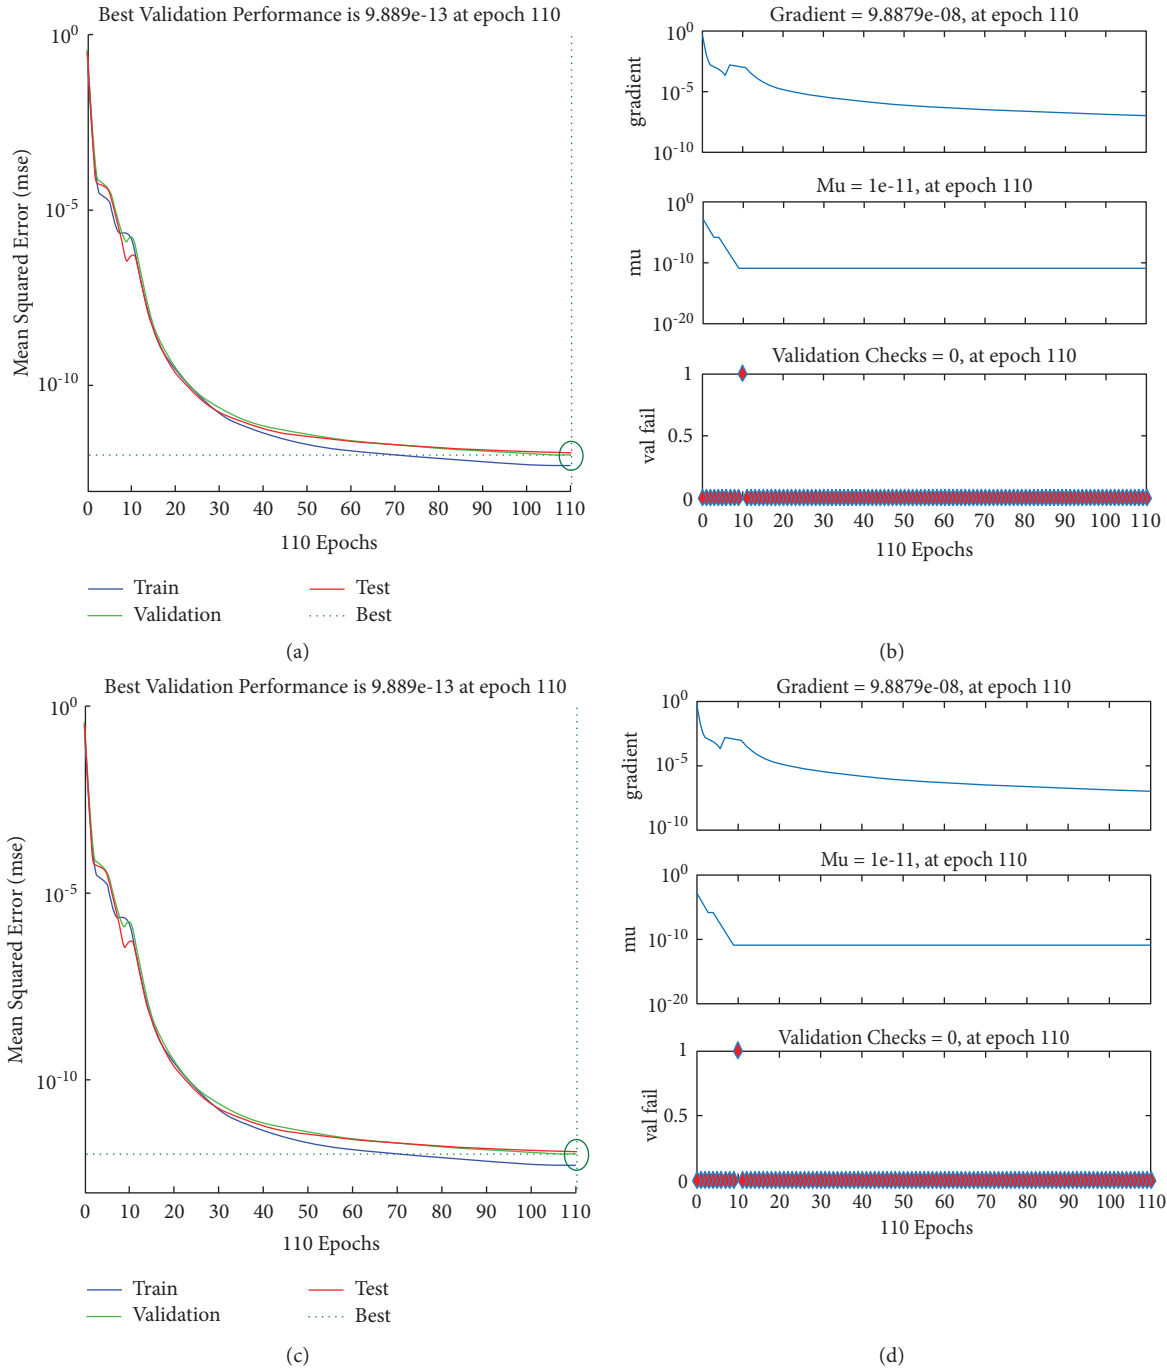 Best Validation Performance is 9.889e-13 at epoch 110
10^0
10^-5
10^-10
Mean Squared Error (mse)
0 10 20 30 40 50 60 70 80 90 100 110
110 Epochs
Train
Test
Validation
Best
(a)
Gradient = 9.8879e-08, at epoch 110
10^0
10^-5
10^-10
gradient
Mu = 1e-11, at epoch 110
10^0
10^-10
10^-20
mu
Validation Checks = 0, at epoch 110
1
0.5
0
val fail
0 10 20 30 40 50 60 70 80 90 100 110
110 Epochs
(b)
Best Validation Performance is 9.889e-13 at epoch 110
10^0
10^-5
10^-10
Mean Squared Error (mse)
0 10 20 30 40 50 60 70 80 90 100 110
110 Epochs
Train
Test
Validation
Best
(c)
Gradient = 9.8879e-08, at epoch 110
10^0
10^-5
10^-10
gradient
Mu = 1e-11, at epoch 110
10^0
10^-10
10^-20
mu
Validation Checks = 0, at epoch 110
1
0.5
0
val fail
0 10 20 30 40 50 60 70 80 90 100 110
110 Epochs
(d)